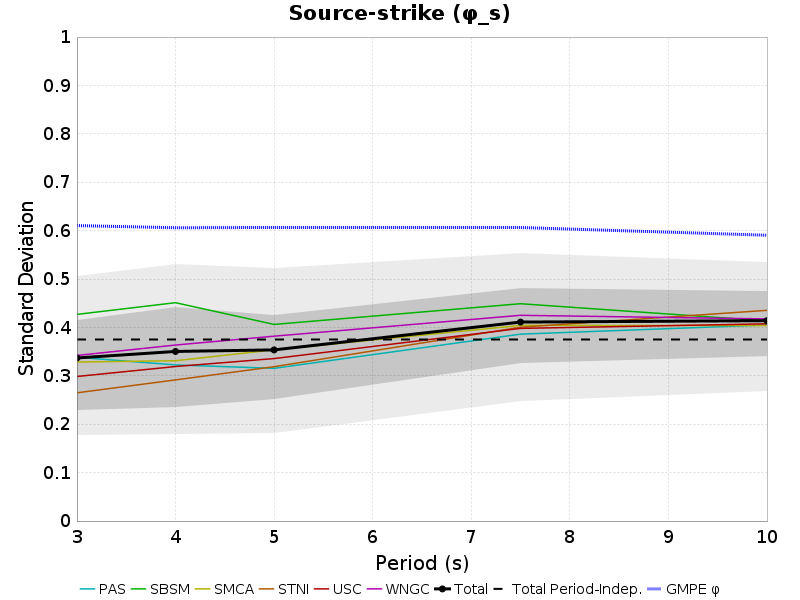 Source-strike (φ_s)
1
0.9
0.8
0.7
0.6
0.5
0.4
0.3
0.2
0.1
0
Standard Deviation
3 4 5 6 7 8 9 10
Period (s)
PAS SBSM SMCA STNI USC WNGC Total Total Period-Indep. GMPE φ